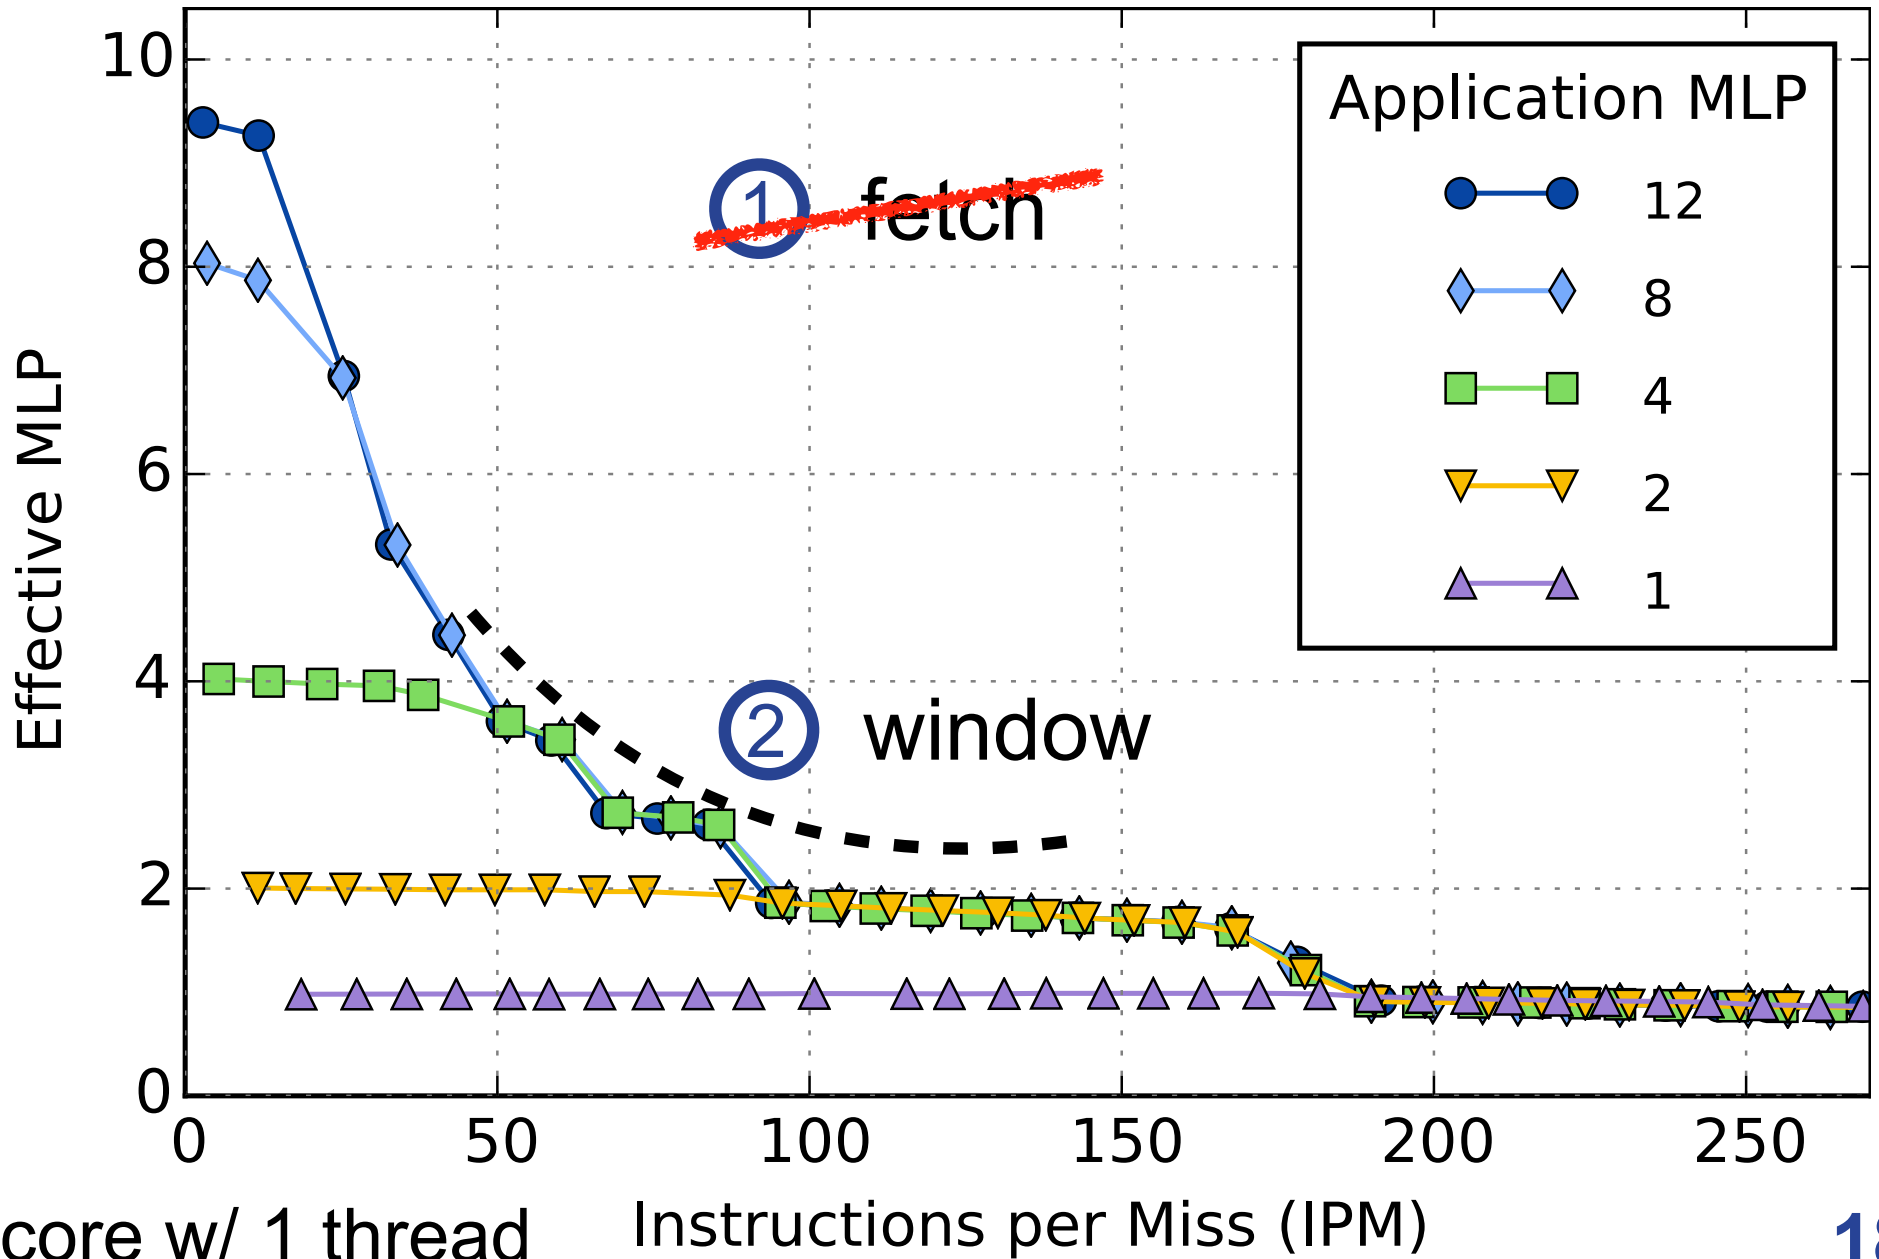 10
8
6
4
2
0
Effective MLP
1 fetch
2 window
Application MLP
12
8
4
2
1
0 50 100 150 200 250
Instructions per Miss (IPM)
core w/ 1 thread
18